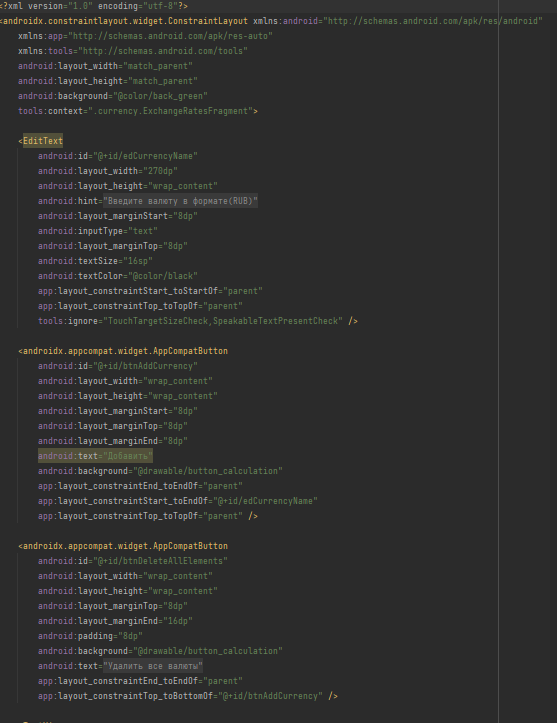 <?xml version="1.0" encoding="utf-8"?>
<androidx.constraintlayout.widget.ConstraintLayout xmlns:android="http://schemas.android.com/apk/res/android"
xmlns:app="http://schemas.android.com/apk/res-auto"
xmlns:tools="http://schemas.android.com/tools"
android:layout_width="match_parent"
android:layout_height="match_parent"
android:background="@color/back_green"
tools:context=".currency.ExchangeRatesFragment">
<EditText
android:id="@+id/edCurrencyName"
android:layout_width="270dp"
android:layout_height="wrap_content"
android:hint="Введите валюту в формате(RUB)"
android:layout_marginStart="8dp"
android:inputType="text"
android:layout_marginTop="8dp"
android:textSize="16sp"
android:textColor="@color/black"
app:layout_constraintStart_toStartOf="parent"
app:layout_constraintTop_toTopOf="parent"
tools:ignore="TouchTargetSizeCheck,SpeakableTextPresentCheck" />
<androidx.appcompat.widget.AppCompatButton
android:id="@+id/btnAddCurrency"
android:layout_width="wrap_content"
android:layout_height="wrap_content"
android:layout_marginStart="8dp"
android:layout_marginTop="8dp"
android:layout_marginEnd="8dp"
android:text="Добавить"
android:background="@drawable/button_calculation"
app:layout_constraintEnd_toEndOf="parent"
app:layout_constraintStart_toEndOf="@+id/edCurrencyName"
app:layout_constraintTop_toTopOf="parent" />
<androidx.appcompat.widget.AppCompatButton
android:id="@+id/btnDeleteAllElements"
android:layout_width="wrap_content"
android:layout_height="wrap_content"
android:layout_marginTop="8dp"
android:layout_marginEnd="16dp"
android:padding="8dp"
android:background="@drawable/button_calculation"
android:text="Удалить все валюты"
app:layout_constraintEnd_toEndOf="parent"
app:layout_constraintTop_toBottomOf="@+id/btnAddCurrency" />